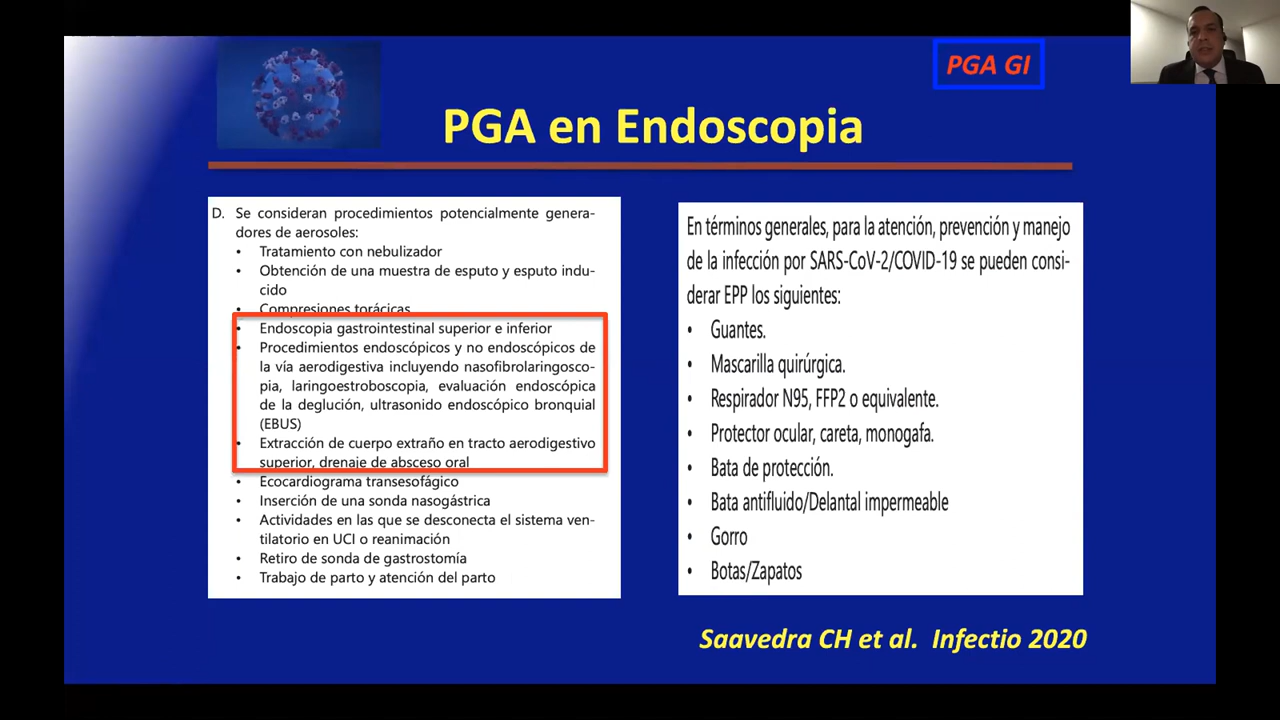 PGA GI
PGA en Endoscopia
D. Se consideran procedimientos potencialmente genera-
dores de aerosoles:
• Tratamiento con nebulizador
• Obtención de una muestra de esputo y esputo indu-
cido
• Compresiones torácicas
• Endoscopia gastrointestinal superior e inferior
• Procedimientos endoscópicos y no endoscópicos de
la vía aerodigestiva incluyendo nasofibrolaringosco-
pia, laringoestroboscopia, evaluación endoscópica
de la deglución, ultrasonido endoscópico bronquial
(EBUS)
• Extracción de cuerpo extraño en tracto aerodigestivo
superior, drenaje de absceso oral
• Ecocardiograma transesofágico
• Inserción de una sonda nasogástrica
• Actividades en las que se desconecta el sistema ven-
tilatorio en UCI o reanimación
• Retiro de sonda de gastrostomía
• Trabajo de parto y atención del parto
En términos generales, para la atención, prevención y manejo
de la infección por SARS-CoV-2/COVID-19 se pueden consi-
derar EPP los siguientes:
• Guantes.
• Mascarilla quirúrgica.
• Respirador N95, FFP2 o equivalente.
• Protector ocular, careta, monogafa.
• Bata de protección.
• Bata antifluido/Delantal impermeable
• Gorro
• Botas/Zapatos
Saavedra CH et al. Infectio 2020